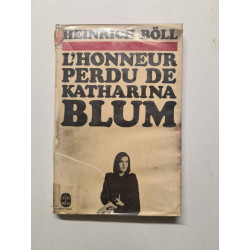 HEINRICH BÖLL
L'HONNEUR
PERDU DE
KATHARINA
BLUM